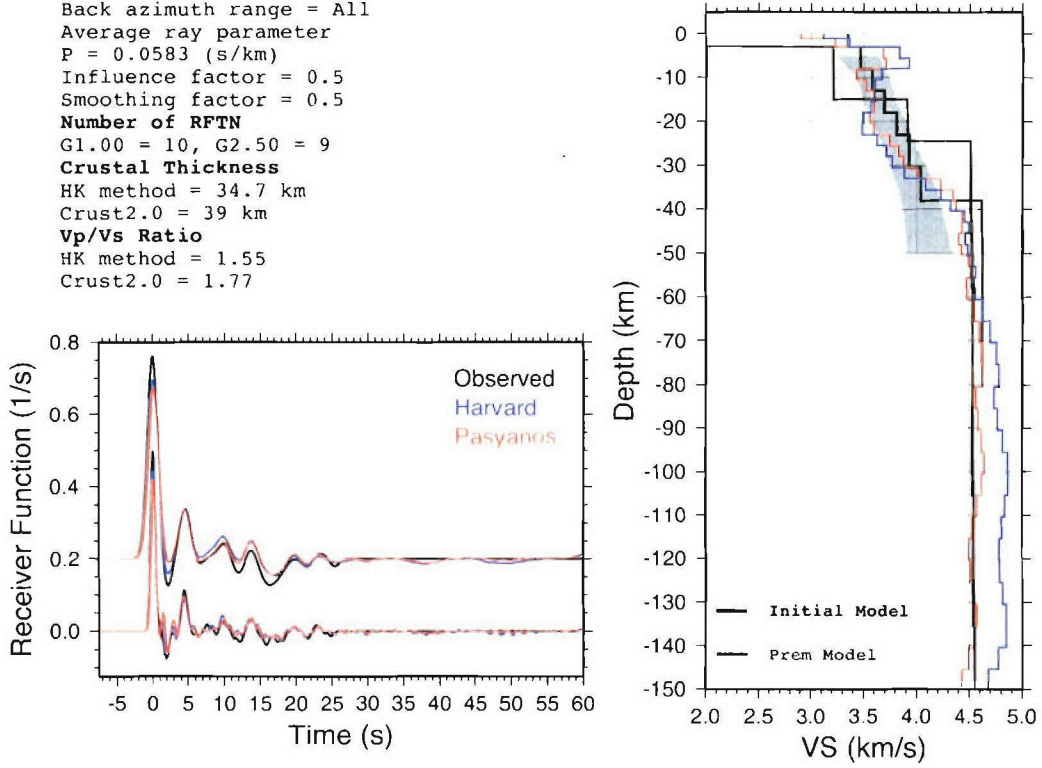 Back azimuth range = All
Average ray parameter
P = 0.0583 (s/km)
Influence factor = 0.5
Smoothing factor = 0.5
Number of RFTN
G1.00 = 10, G2.50 = 9
Crustal Thickness
HK method = 34.7 km
Crust2.0 = 39 km
Vp/Vs Ratio
HK method = 1.55
Crust2.0 = 1.77
Receiver Function (1/s)
0.8
0.6
0.4
0.2
0.0
Observed
Harvard
Pasyanos
-5 0 5 10 15 20 25 30 35 40 45 50 55 60
Time (s)
Depth (km)
0
-10
-20
-30
-40
-50
-60
-70
-80
-90
-100
-110
-120
-130
-140
-150
Initial Model
Prem Model
2.0 2.5 3.0 3.5 4.0 4.5 5.0
VS (km/s)